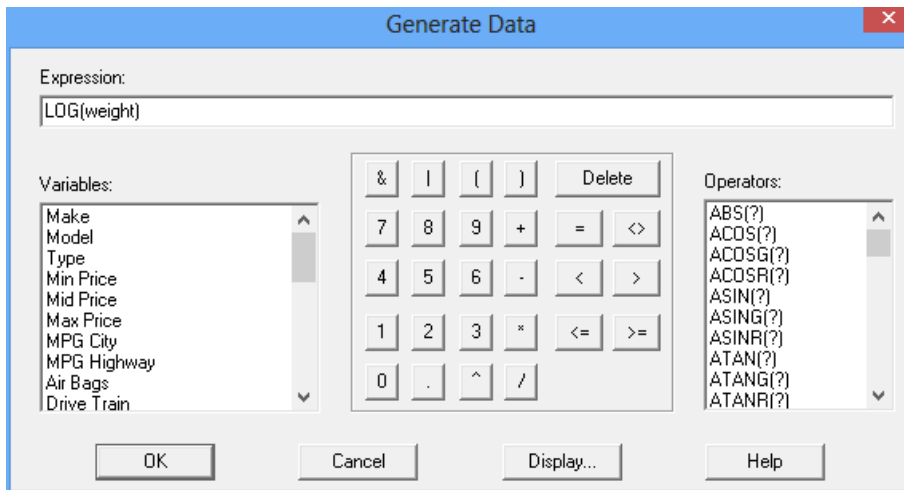 Generate Data
Expression:
LOG(weight)
Variables:
Make
Model
Type
Min Price
Mid Price
Max Price
MPG City
MPG Highway
Air Bags
Drive Train
& | ( ) Delete
7 8 9 + = <>
4 5 6 - < >
1 2 3 * <= >=
0 . ^ /
Operators:
ABS(?)
ACOS(?)
ACOSG(?)
ACOSR(?)
ASIN(?)
ASING(?)
ASINR(?)
ATAN(?)
ATANG(?)
ATANR(?)
OK Cancel Display... Help